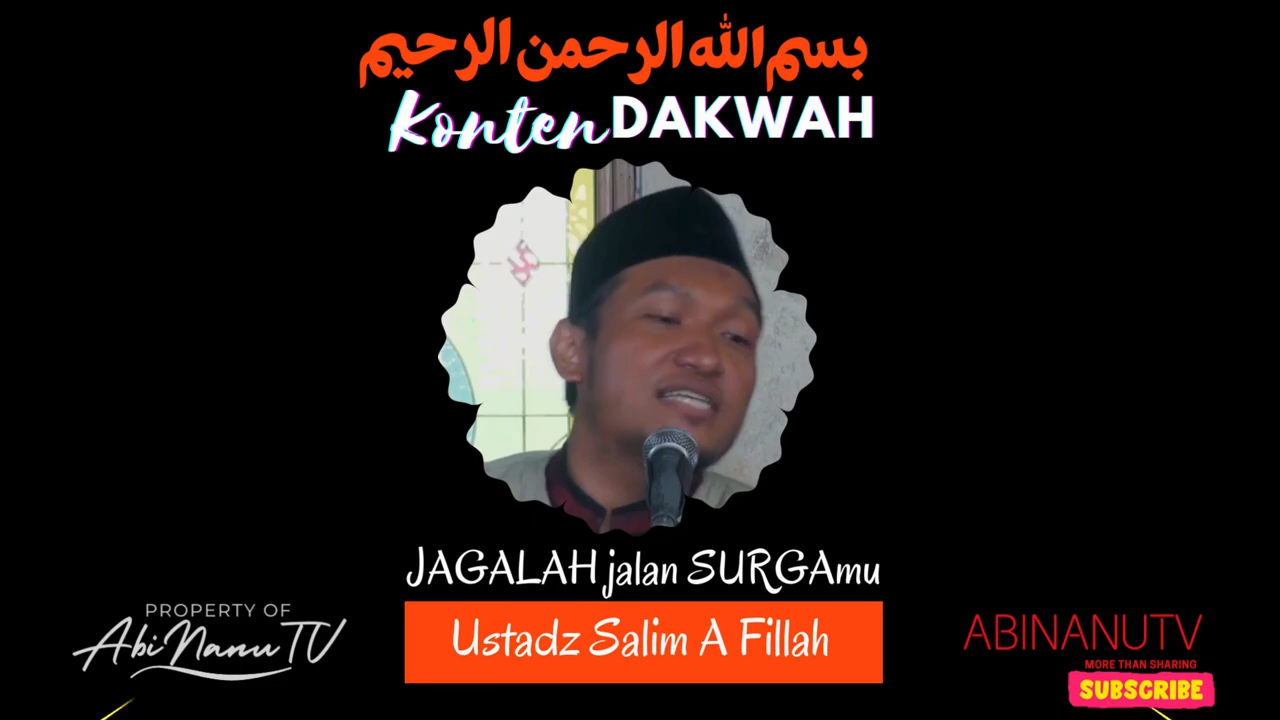 بسم الله الرحمن الرحيم
Konten DAKWAH
JAGALAH jalan SURGAmu
Ustadz Salim A Fillah
PROPERTY OF
AbiNanuTV
ABINANUTV
MORE THAN SHARING
SUBSCRIBE